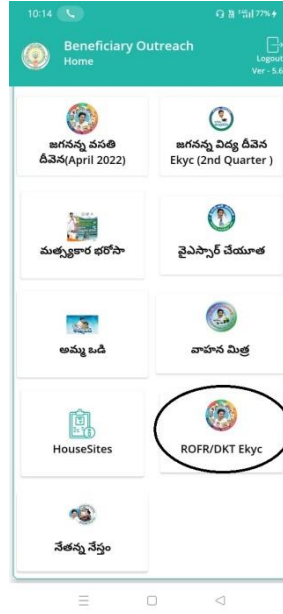 10:14
77%
Beneficiary Outreach
Home
Logout
Ver - 5.6
జగనన్న వసతి
దీవెన(April 2022)
జగనన్న విద్య దీవెన
Ekyc (2nd Quarter )
మత్స్యకార భరోసా
వైఎస్సార్ చేయూత
అమ్మ ఒడి
వాహన మిత్ర
HouseSites
ROFR/DKT Ekyc
నేతన్న నేస్తం